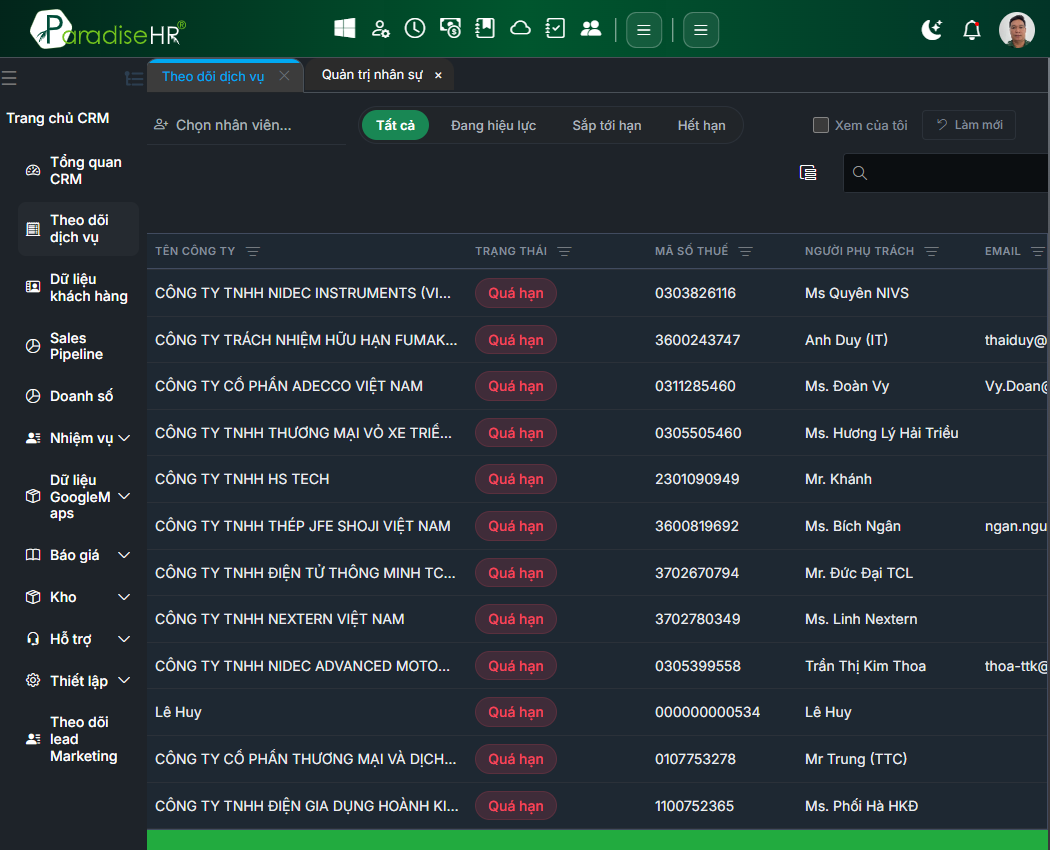 ParadiseHR®
Theo dõi dịch vụ
Quản trị nhân sự
Trang chủ CRM
Tổng quan
CRM
Theo dõi
dịch vụ
Dữ liệu
khách hàng
Sales
Pipeline
Doanh số
Nhiệm vụ
Dữ liệu
GoogleM
aps
Báo giá
Kho
Hỗ trợ
Thiết lập
Theo dõi
lead
Marketing
Chọn nhân viên...
Tất cả Đang hiệu lực Sắp tới hạn Hết hạn
Xem của tôi
Làm mới
TÊN CÔNG TY TRẠNG THÁI MÃ SỐ THUẾ NGƯỜI PHỤ TRÁCH EMAIL
CÔNG TY TNHH NIDEC INSTRUMENTS (VI... Quá hạn 0303826116 Ms Quyên NIVS
CÔNG TY TRÁCH NHIỆM HỮU HẠN FUMAK... Quá hạn 3600243747 Anh Duy (IT) thaiduy@
CÔNG TY CỔ PHẦN ADECCO VIỆT NAM Quá hạn 0311285460 Ms. Đoàn Vy Vy.Doan@
CÔNG TY TNHH THƯƠNG MẠI VỎ XE TRIỀ... Quá hạn 0305505460 Ms. Hương Lý Hải Triều
CÔNG TY TNHH HS TECH Quá hạn 2301090949 Mr. Khánh
CÔNG TY TNHH THÉP JFE SHOJI VIỆT NAM Quá hạn 3600819692 Ms. Bích Ngân ngan.ngu
CÔNG TY TNHH ĐIỆN TỬ THÔNG MINH TC... Quá hạn 3702670794 Mr. Đức Đại TCL
CÔNG TY TNHH NEXTERN VIỆT NAM Quá hạn 3702780349 Ms. Linh Nextern
CÔNG TY TNHH NIDEC ADVANCED MOTO... Quá hạn 0305399558 Trần Thị Kim Thoa thoa-ttk@
Lê Huy Quá hạn 000000000534 Lê Huy
CÔNG TY CỔ PHẦN THƯƠNG MẠI VÀ DỊCH... Quá hạn 0107753278 Mr Trung (TTC)
CÔNG TY TNHH ĐIỆN GIA DỤNG HOÀNH KI... Quá hạn 1100752365 Ms. Phối Hà HKĐ